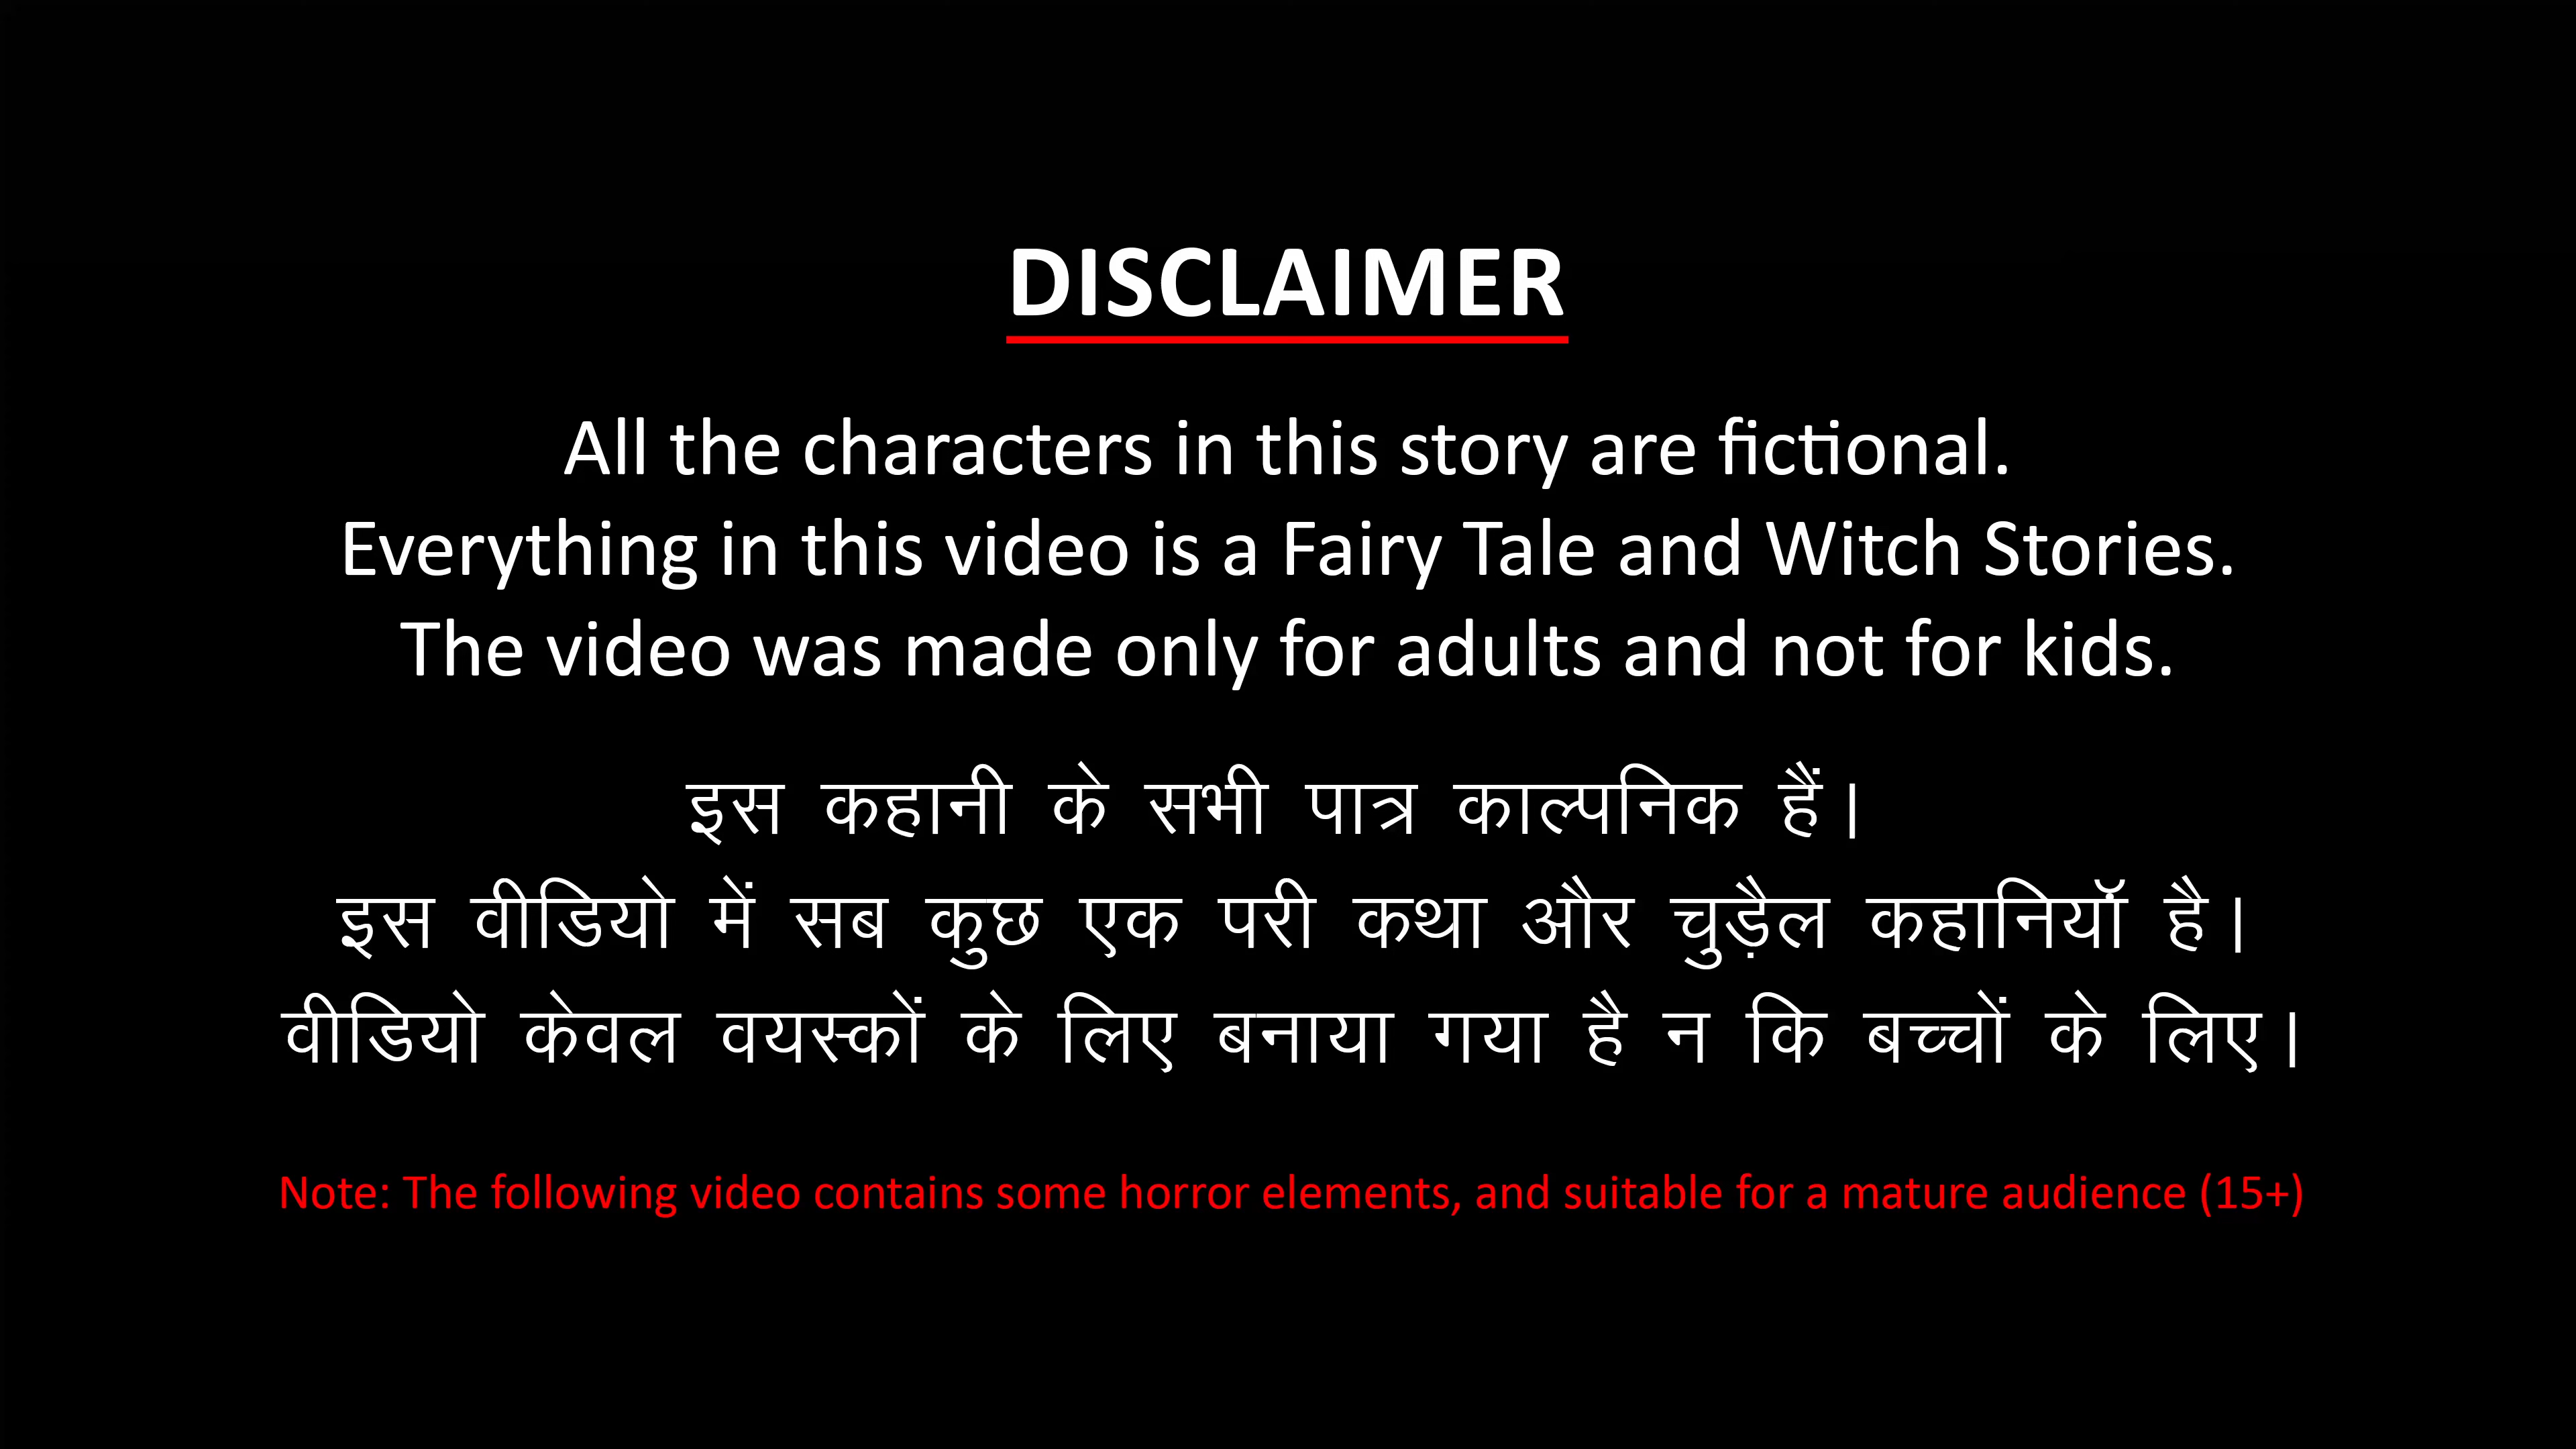 DISCLAIMER
All the characters in this story are fictional.
Everything in this video is a Fairy Tale and Witch Stories.
The video was made only for adults and not for kids.
इस कहानी के सभी पात्र काल्पनिक हैं।
इस वीडियो में सब कुछ एक परी कथा और चुड़ैल कहानियॉ है।
वीडियो केवल वयस्कों के लिए बनाया गया है न कि बच्चों के लिए।
Note: The following video contains some horror elements, and suitable for a mature audience (15+)